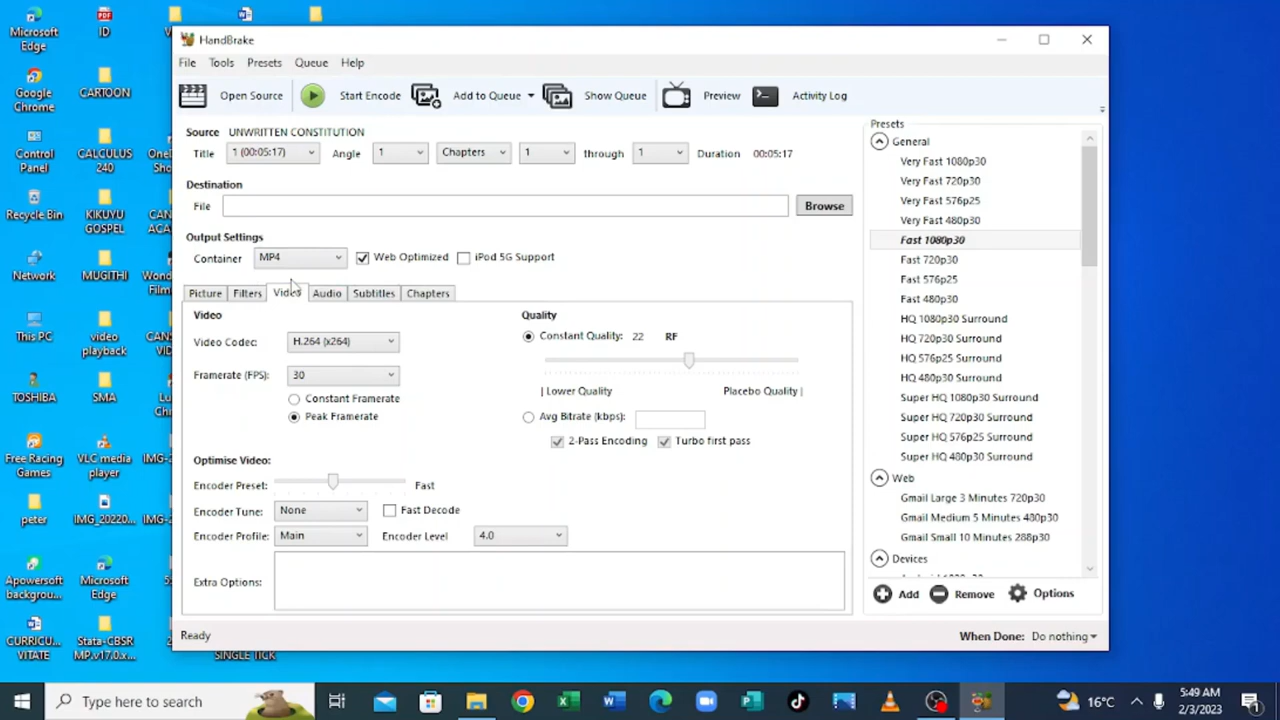 Microsoft Edge
ID
Google Chrome
CARTOON
Control Panel
CALCULUS 240
Recycle Bin
KIKUYU GOSPEL
Network
MUGITHI
This PC
video playback
TOSHIBA
SMA
Free Racing Games
VLC media player
IMG-2
peter
IMG_20220...
IMG-2
Apowersoft backgrou...
Microsoft Edge
CURRICU... VITATE
Stata-CBSR MP.v17.0.x...
SINGLE TICK
HandBrake
File Tools Presets Queue Help
Open Source Start Encode Add to Queue Show Queue Preview Activity Log
Source UNWRITTEN CONSTITUTION
Title 1 (00:05:17) Angle 1 Chapters 1 through 1 Duration 00:05:17
Destination
File Browse
Output Settings
Container MP4 Web Optimized iPod 5G Support
Picture Filters Video Audio Subtitles Chapters
Video
Video Codec: H.264 (x264)
Framerate (FPS): 30
Constant Framerate
Peak Framerate
Quality
Constant Quality: 22 RF
| Lower Quality Placebo Quality |
Avg Bitrate (kbps):
2-Pass Encoding Turbo first pass
Optimise Video:
Encoder Preset: Fast
Encoder Tune: None Fast Decode
Encoder Profile: Main Encoder Level 4.0
Extra Options:
Presets
General
Very Fast 1080p30
Very Fast 720p30
Very Fast 576p25
Very Fast 480p30
Fast 1080p30
Fast 720p30
Fast 576p25
Fast 480p30
HQ 1080p30 Surround
HQ 720p30 Surround
HQ 576p25 Surround
HQ 480p30 Surround
Super HQ 1080p30 Surround
Super HQ 720p30 Surround
Super HQ 576p25 Surround
Super HQ 480p30 Surround
Web
Gmail Large 3 Minutes 720p30
Gmail Medium 5 Minutes 480p30
Gmail Small 10 Minutes 288p30
Devices
Add Remove Options
Ready
When Done: Do nothing
Type here to search
16°C
5:49 AM
2/3/2023